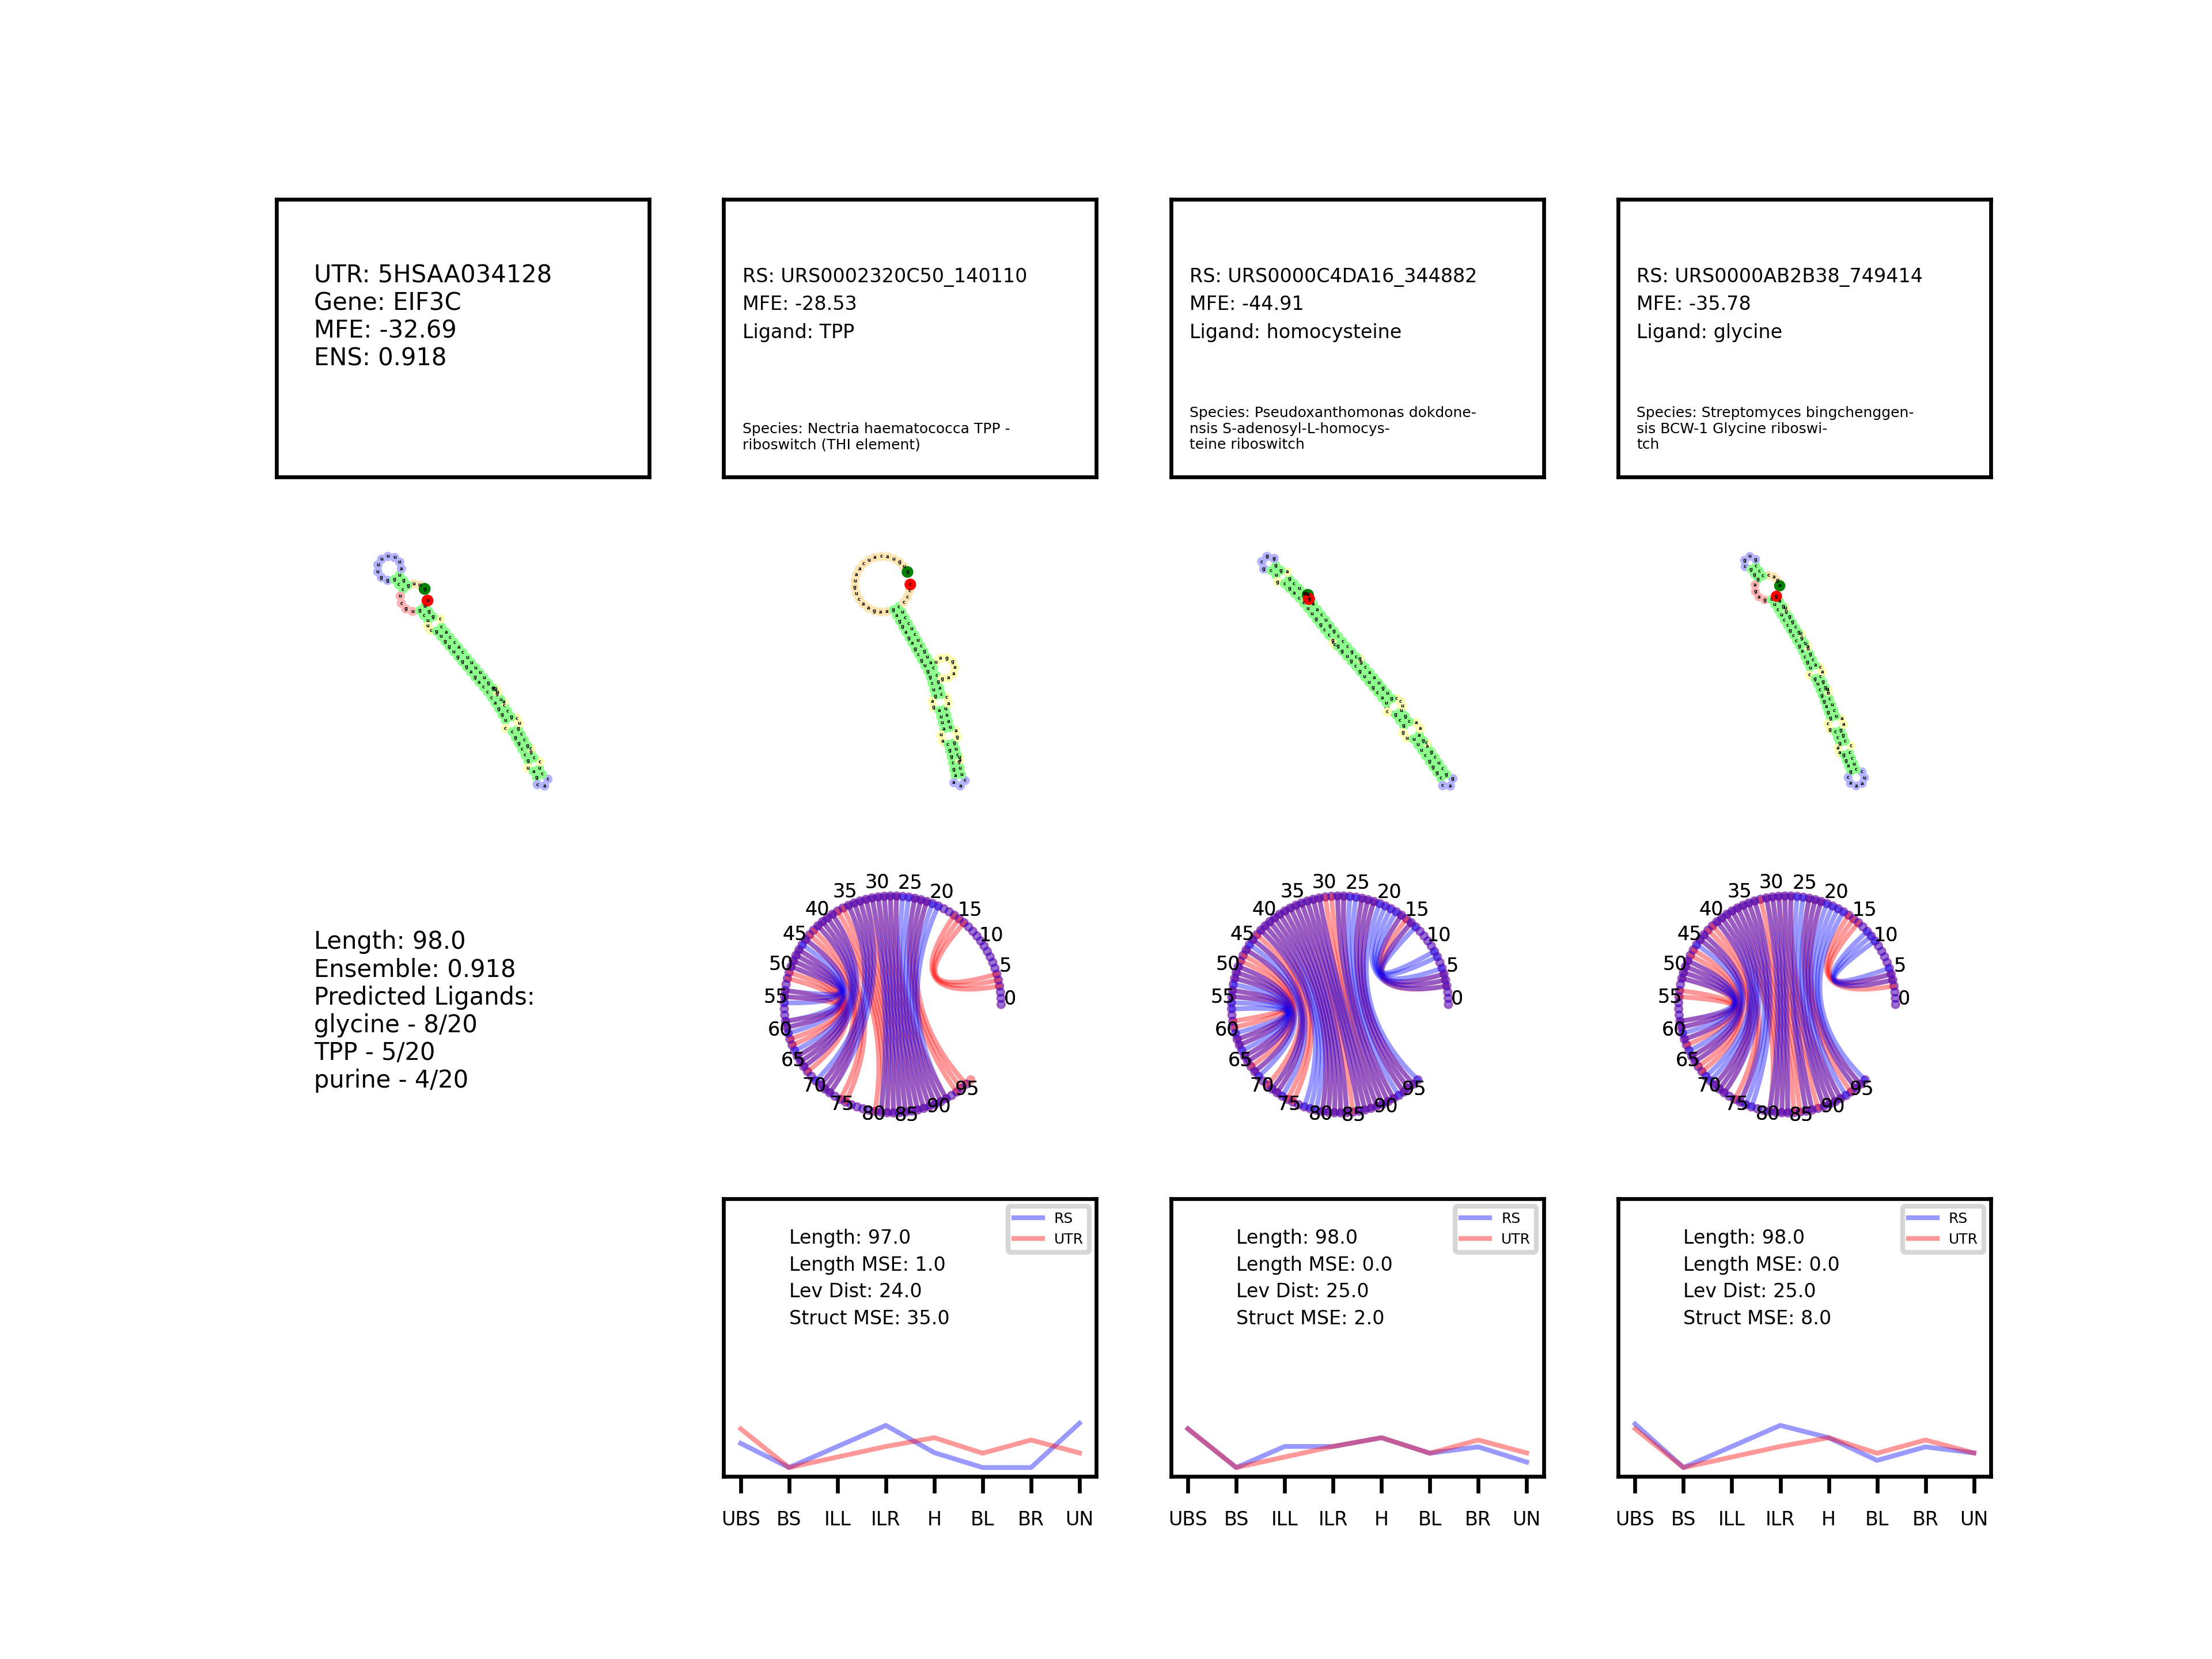 UTR: 5HSAA034128
Gene: EIF3C
MFE: -32.69
ENS: 0.918
RS: URS0002320C50_140110
MFE: -28.53
Ligand: TPP
Species: Nectria haematococca TPP -
riboswitch (THI element)
RS: URS0000C4DA16_344882
MFE: -44.91
Ligand: homocysteine
Species: Pseudoxanthomonas dokdone-
nsis S-adenosyl-L-homocys-
teine riboswitch
RS: URS0000AB2B38_749414
MFE: -35.78
Ligand: glycine
Species: Streptomyces bingchenggen-
sis BCW-1 Glycine riboswi-
tch
Length: 98.0
Ensemble: 0.918
Predicted Ligands:
glycine - 8/20
TPP - 5/20
purine - 4/20
0 5 10 15 20 25 30 35 40 45 50 55 60 65 70 75 80 85 90 95
0 5 10 15 20 25 30 35 40 45 50 55 60 65 70 75 80 85 90 95
0 5 10 15 20 25 30 35 40 45 50 55 60 65 70 75 80 85 90 95
RS
UTR
Length: 97.0
Length MSE: 1.0
Lev Dist: 24.0
Struct MSE: 35.0
UBS BS ILL ILR H BL BR UN
RS
UTR
Length: 98.0
Length MSE: 0.0
Lev Dist: 25.0
Struct MSE: 2.0
UBS BS ILL ILR H BL BR UN
RS
UTR
Length: 98.0
Length MSE: 0.0
Lev Dist: 25.0
Struct MSE: 8.0
UBS BS ILL ILR H BL BR UN